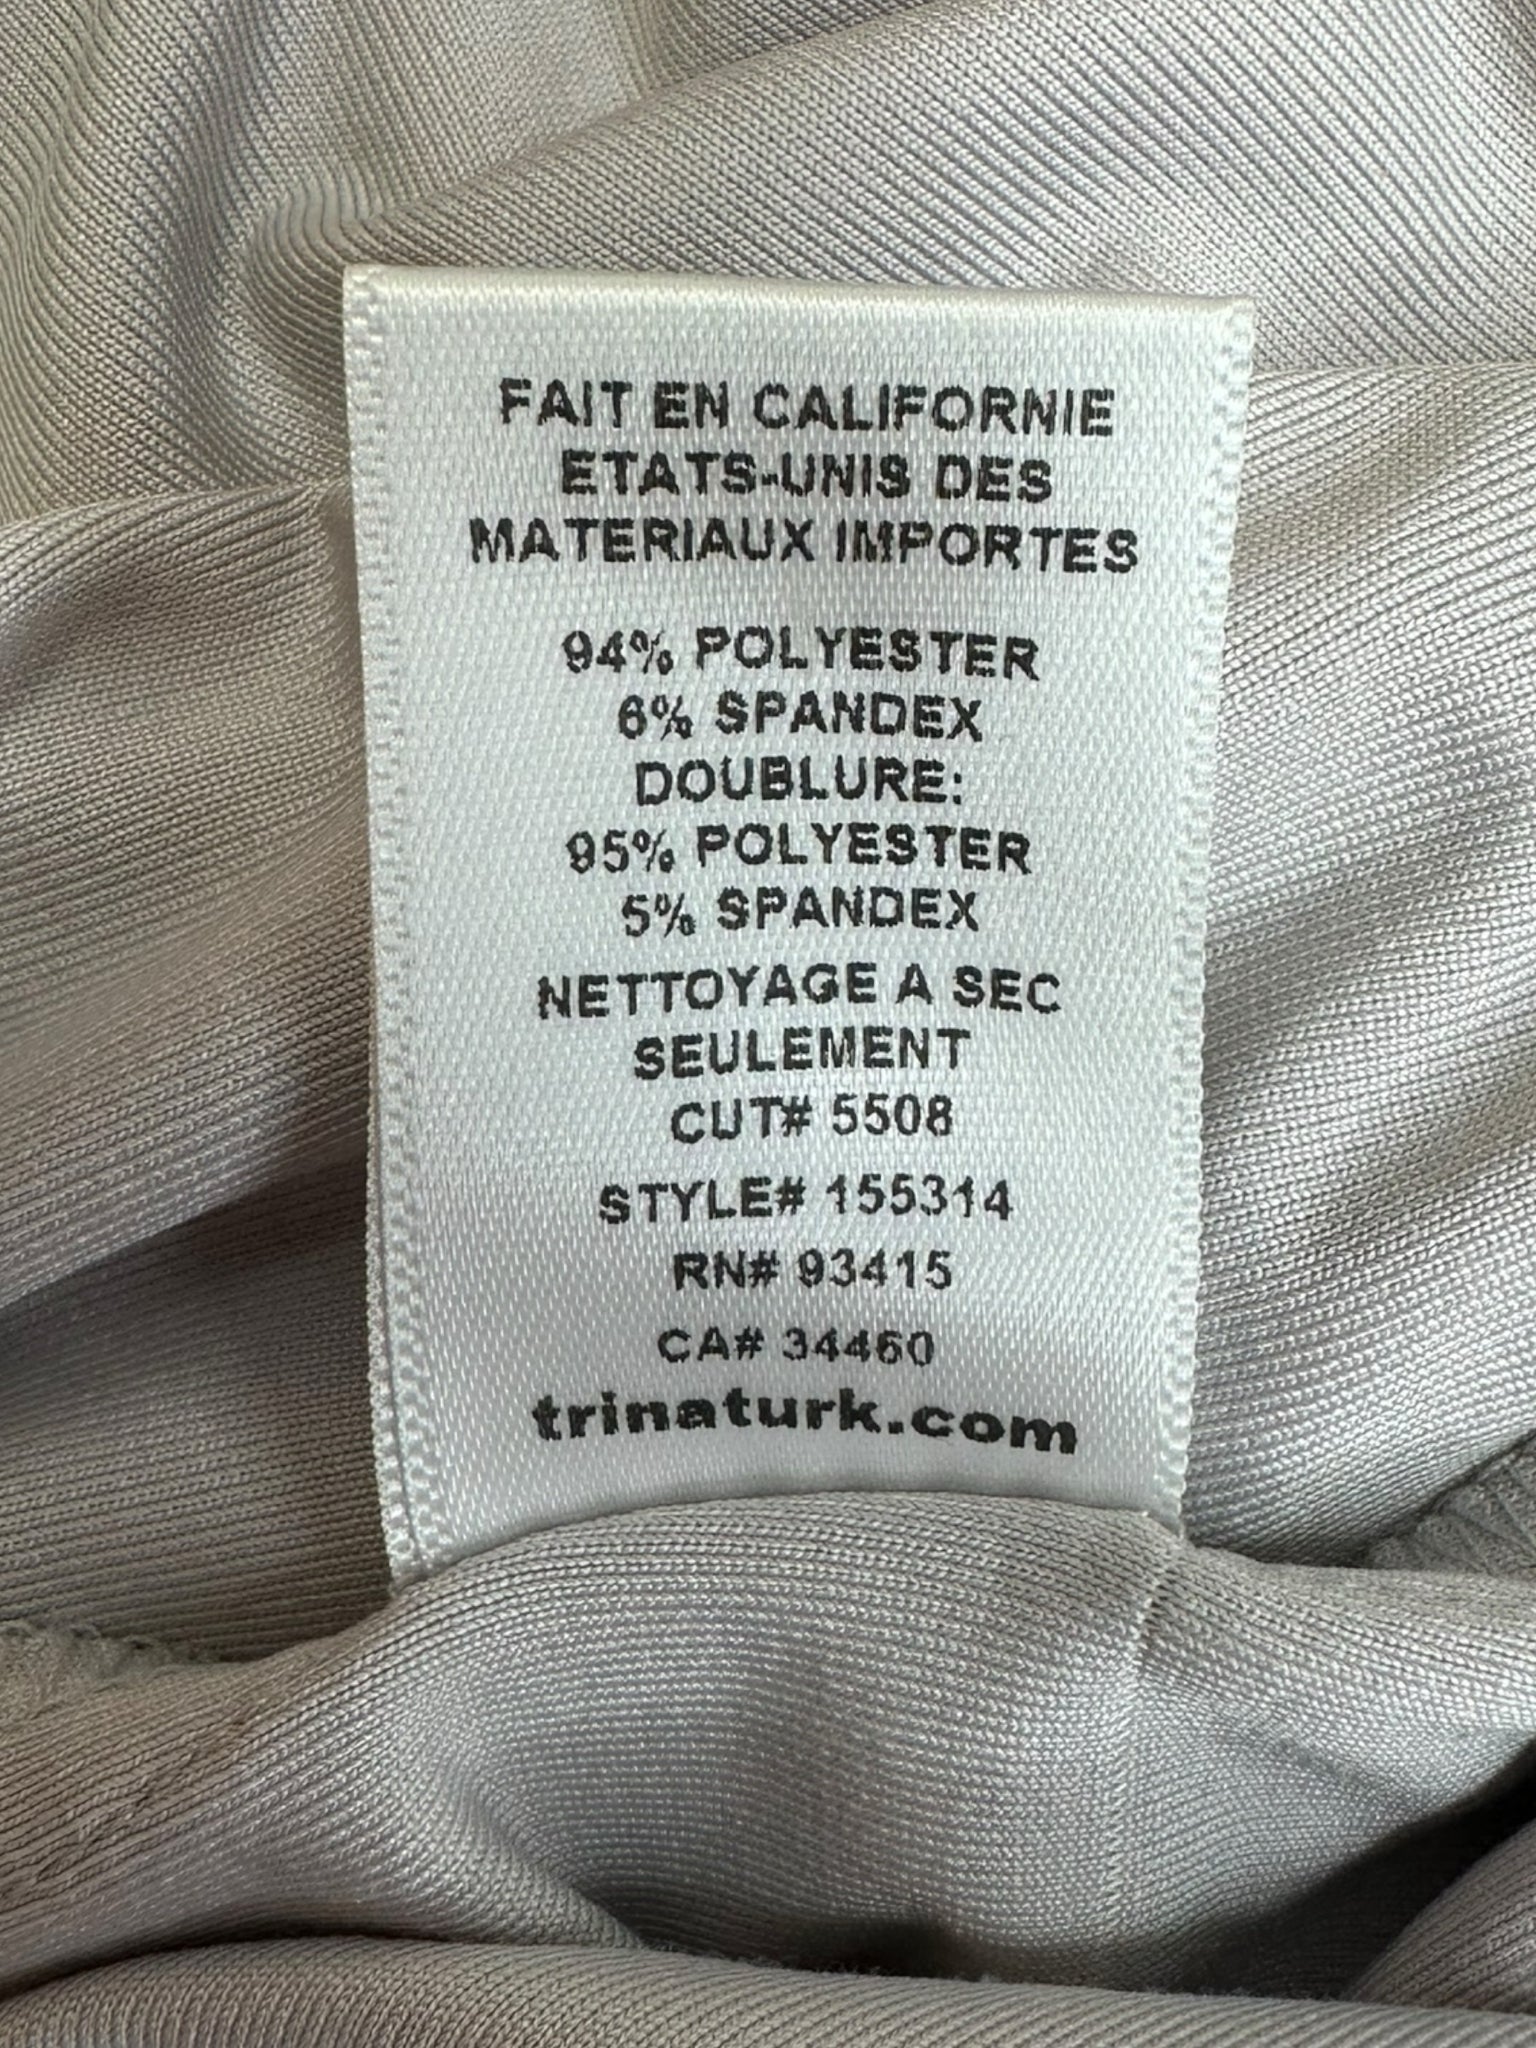 FAIT EN CALIFORNIE
ETATS-UNIS DES
MATERIAUX IMPORTES
94% POLYESTER
6% SPANDEX
DOUBLURE:
95% POLYESTER
5% SPANDEX
NETTOYAGE A SEC
SEULEMENT
CUT# 5508
STYLE# 155314
RN# 93415
CA# 34460
trinaturk.com